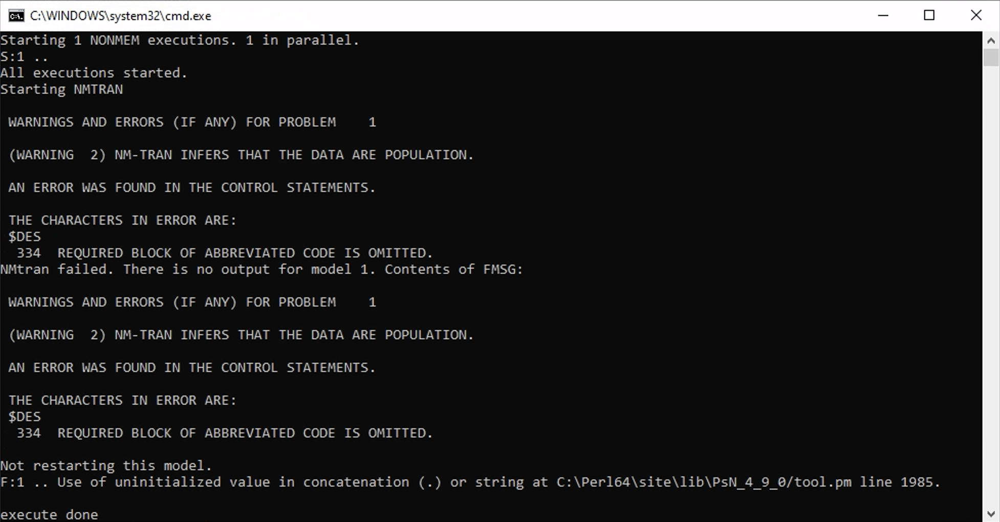 C:\WINDOWS\system32\cmd.exe
Starting 1 NONMEM executions. 1 in parallel.
S:1 ..
All executions started.
Starting NMTRAN
WARNINGS AND ERRORS (IF ANY) FOR PROBLEM    1
(WARNING  2) NM-TRAN INFERS THAT THE DATA ARE POPULATION.
AN ERROR WAS FOUND IN THE CONTROL STATEMENTS.
THE CHARACTERS IN ERROR ARE:
$DES
334  REQUIRED BLOCK OF ABBREVIATED CODE IS OMITTED.
NMtran failed. There is no output for model 1. Contents of FMSG:
WARNINGS AND ERRORS (IF ANY) FOR PROBLEM    1
(WARNING  2) NM-TRAN INFERS THAT THE DATA ARE POPULATION.
AN ERROR WAS FOUND IN THE CONTROL STATEMENTS.
THE CHARACTERS IN ERROR ARE:
$DES
334  REQUIRED BLOCK OF ABBREVIATED CODE IS OMITTED.
Not restarting this model.
F:1 .. Use of uninitialized value in concatenation (.) or string at C:\Perl64\site\lib\PsN_4_9_0/tool.pm line 1985.
execute done